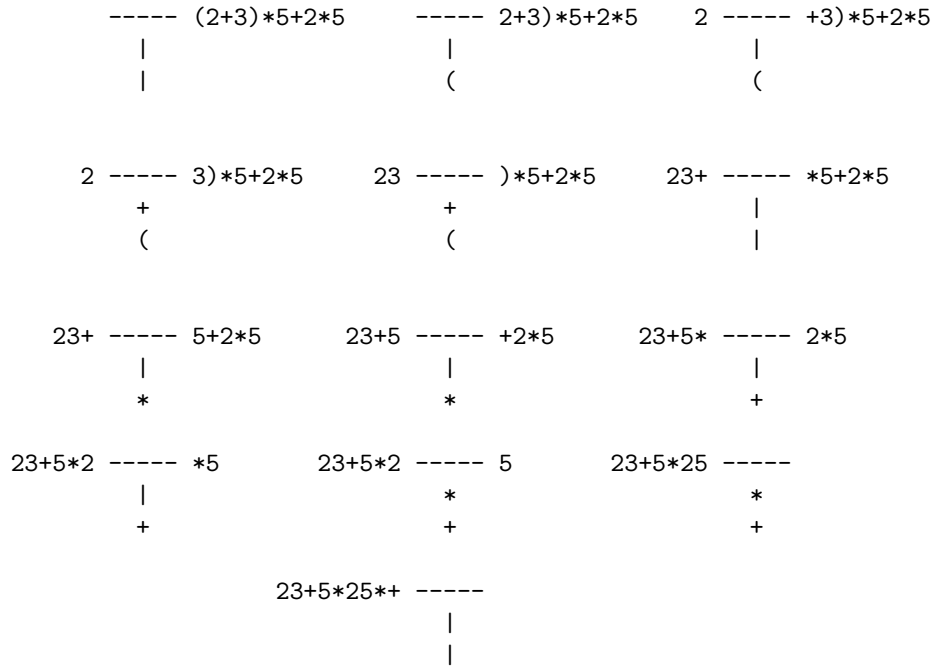 ----- (2+3)*5+2*5 ----- 2+3)*5+2*5 2 ----- +3)*5+2*5
| | |
| ( (
2 ----- 3)*5+2*5 23 ----- )*5+2*5 23+ ----- *5+2*5
+ + |
( ( |
23+ ----- 5+2*5 23+5 ----- +2*5 23+5* ----- 2*5
| | |
* * +
23+5*2 ----- *5 23+5*2 ----- 5 23+5*25 -----
| * *
+ + +
23+5*25*+ -----
|
|